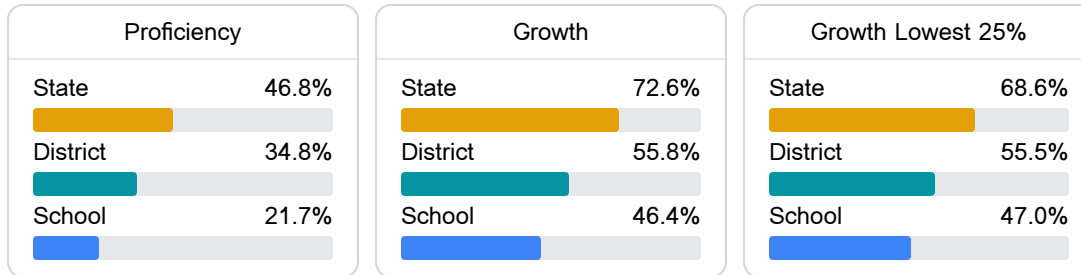 Proficiency
State 46.8%
District 34.8%
School 21.7%
Growth
State 72.6%
District 55.8%
School 46.4%
Growth Lowest 25%
State 68.6%
District 55.5%
School 47.0%